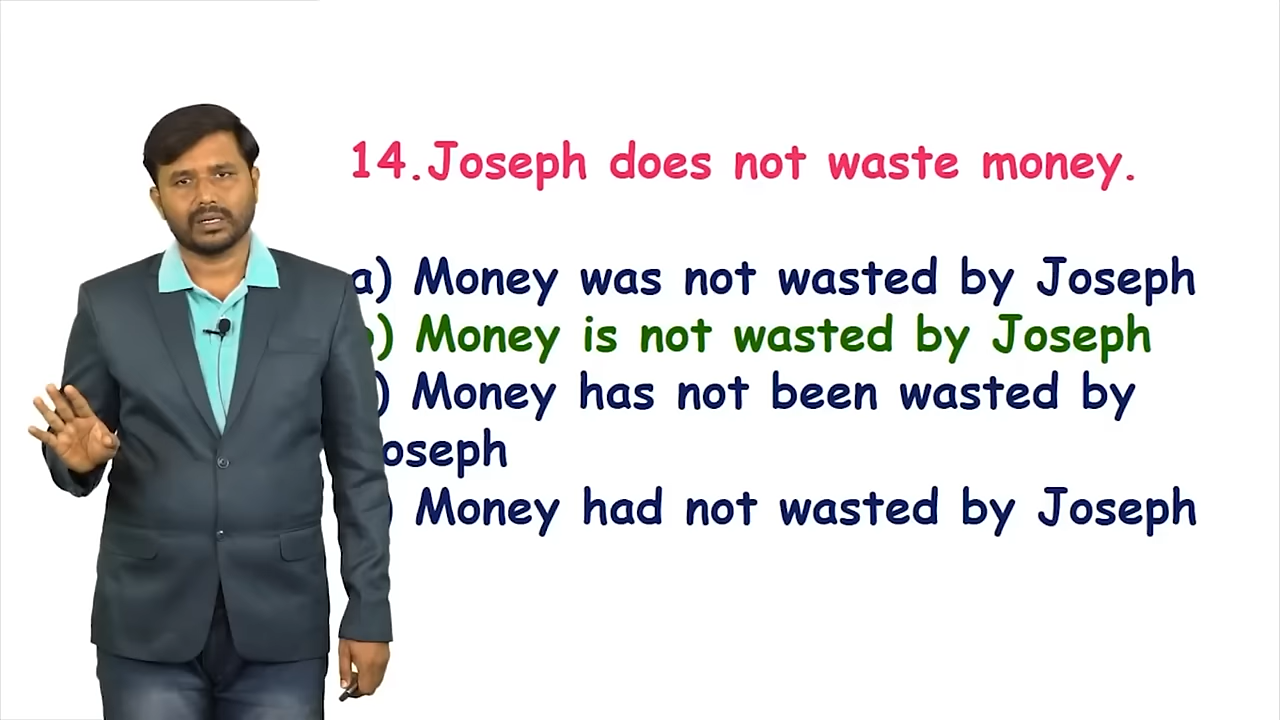 14.Joseph does not waste money.
a) Money was not wasted by Joseph
b) Money is not wasted by Joseph
) Money has not been wasted by
oseph
) Money had not wasted by Joseph